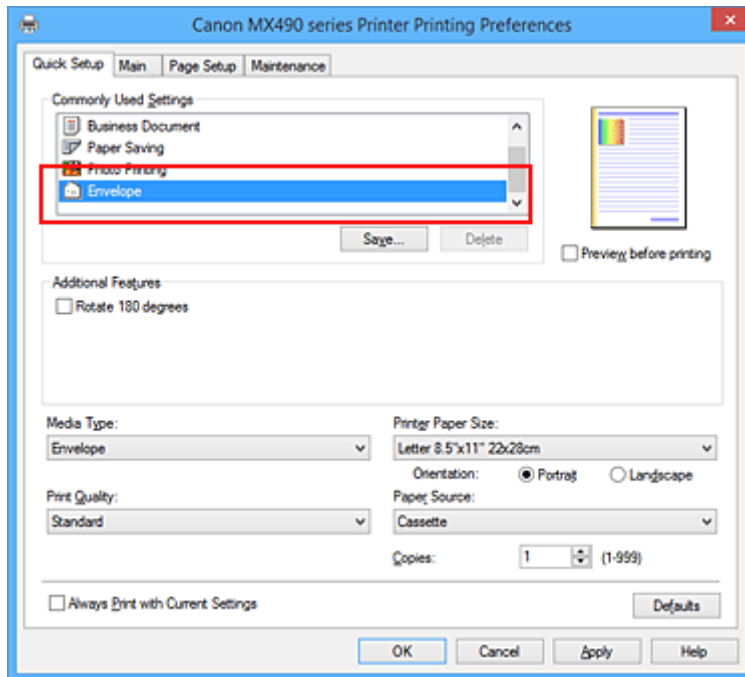 Canon MX490 series Printer Printing Preferences
Quick Setup Main Page Setup Maintenance
Commonly Used Settings
Business Document
Paper Saving
Photo Printing
Envelope
Save... Delete
Preview before printing
Additional Features
Rotate 180 degrees
Media Type: Printer Paper Size:
Envelope Letter 8.5"x11" 22x28cm
Orientation: Portrait Landscape
Print Quality: Paper Source:
Standard Cassette
Copies: 1 (1-999)
Always Print with Current Settings Defaults
OK Cancel Apply Help